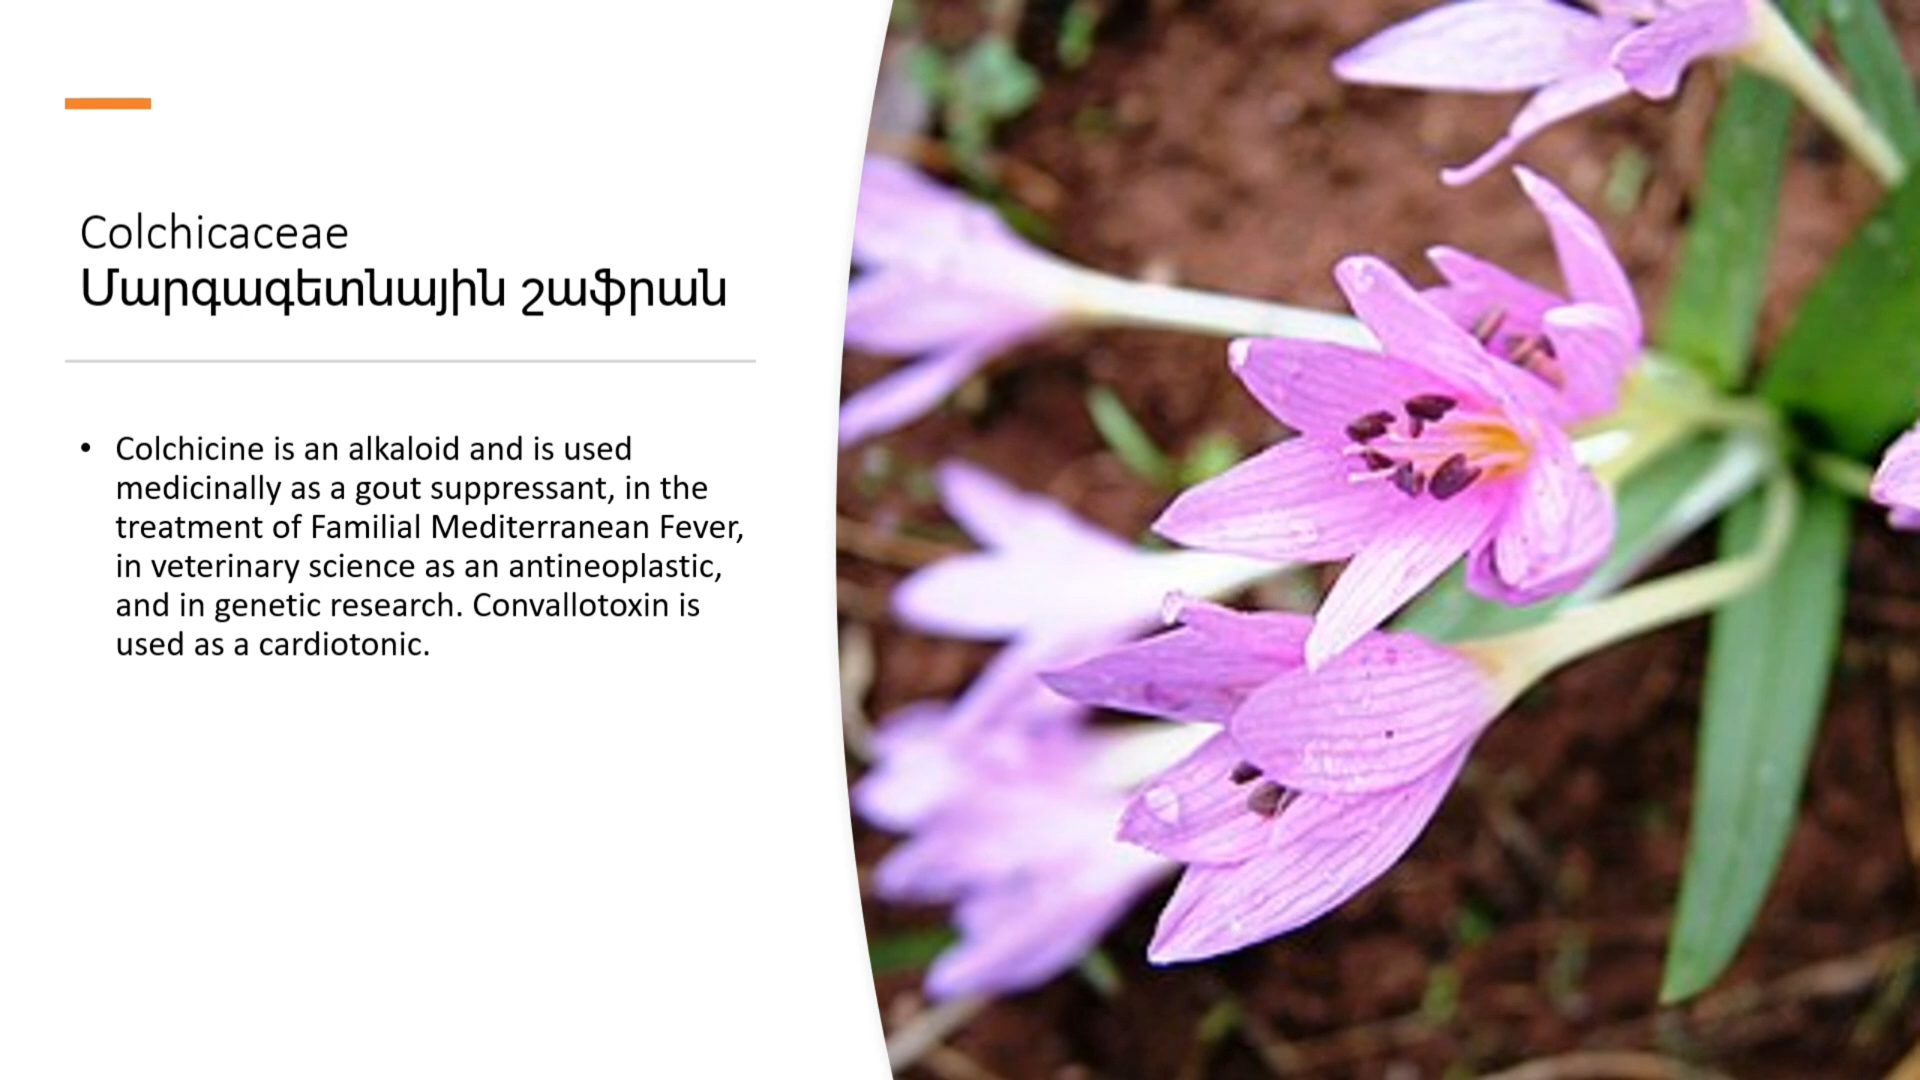 Colchicaceae
Մարգագետնային շաֆրան
• Colchicine is an alkaloid and is used
medicinally as a gout suppressant, in the
treatment of Familial Mediterranean Fever,
in veterinary science as an antineoplastic,
and in genetic research. Convallotoxin is
used as a cardiotonic.